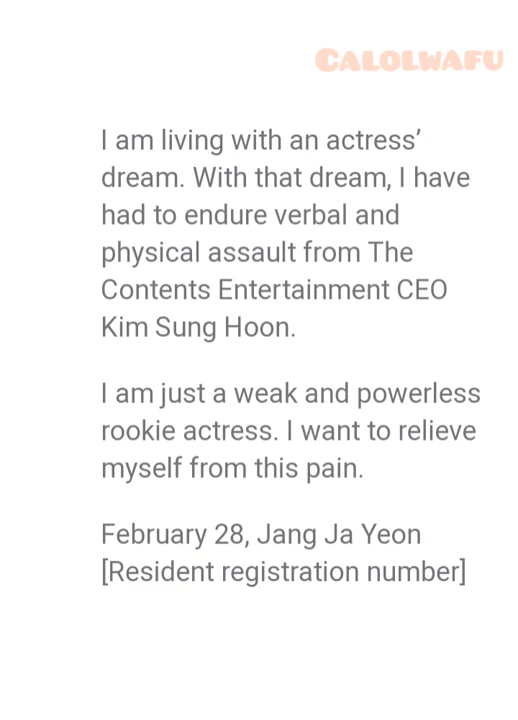 CALOLWAFU
I am living with an actress’
dream. With that dream, I have
had to endure verbal and
physical assault from The
Contents Entertainment CEO
Kim Sung Hoon.
I am just a weak and powerless
rookie actress. I want to relieve
myself from this pain.
February 28, Jang Ja Yeon
[Resident registration number]